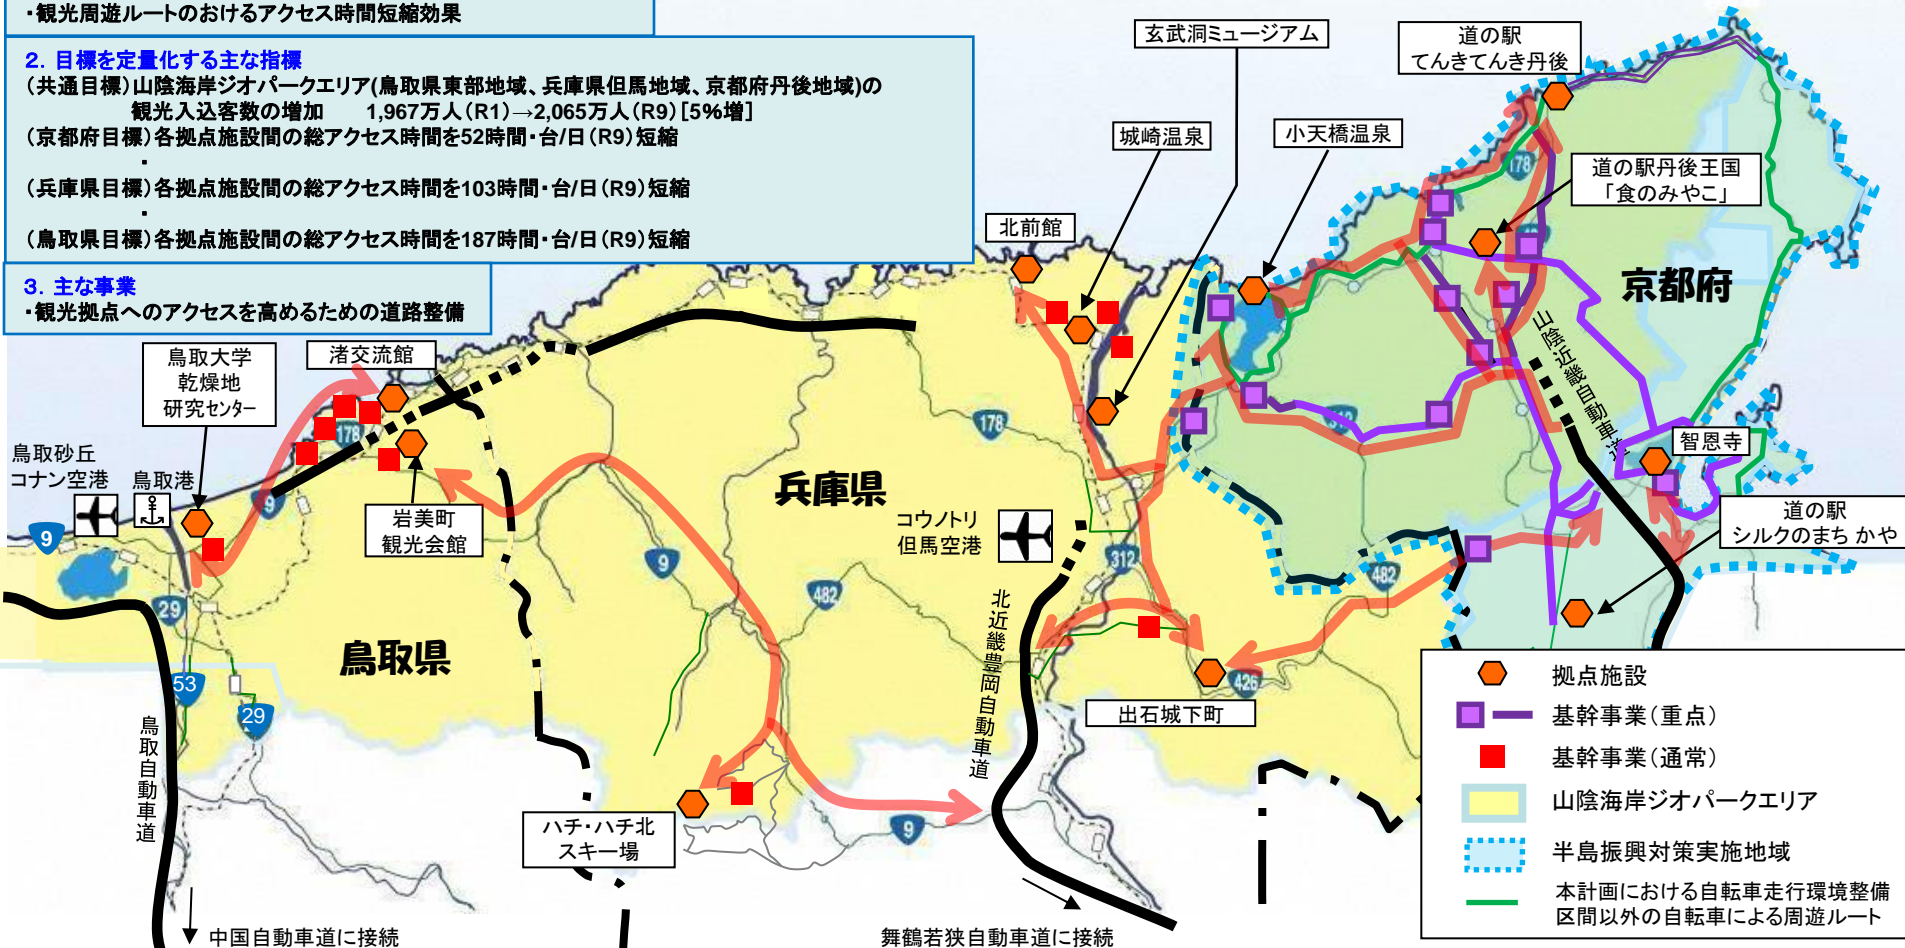 ・観光周遊ルートのおけるアクセス時間短縮効果
2．目標を定量化する主な指標
（共通目標）山陰海岸ジオパークエリア(鳥取県東部地域、兵庫県但馬地域、京都府丹後地域)の
観光入込客数の増加　1,967万人（R1）→2,065万人（R9）［5%増］
（京都府目標）各拠点施設間の総アクセス時間を52時間・台/日（R9）短縮
・
（兵庫県目標）各拠点施設間の総アクセス時間を103時間・台/日（R9）短縮
・
（鳥取県目標）各拠点施設間の総アクセス時間を187時間・台/日（R9）短縮
3．主な事業
・観光拠点へのアクセスを高めるための道路整備
玄武洞ミュージアム
道の駅
てんきてんき丹後
城崎温泉
小天橋温泉
道の駅丹後王国
「食のみやこ」
北前館
京都府
178
山陰近畿自動車道
渚交流館
鳥取大学
乾燥地
研究センター
178
鳥取砂丘
コナン空港
鳥取港
9
9
岩美町
観光会館
178
兵庫県
智恩寺
道の駅
シルクのまち かや
コウノトリ
但馬空港
312
9
482
482
29
北近畿豊岡自動車道
鳥取県
53
29
426
出石城下町
鳥取自動車道
ハチ・ハチ北
スキー場
9
中国自動車道に接続
舞鶴若狭自動車道に接続
拠点施設
基幹事業（重点）
基幹事業（通常）
山陰海岸ジオパークエリア
半島振興対策実施地域
本計画における自転車走行環境整備
区間以外の自転車による周遊ルート